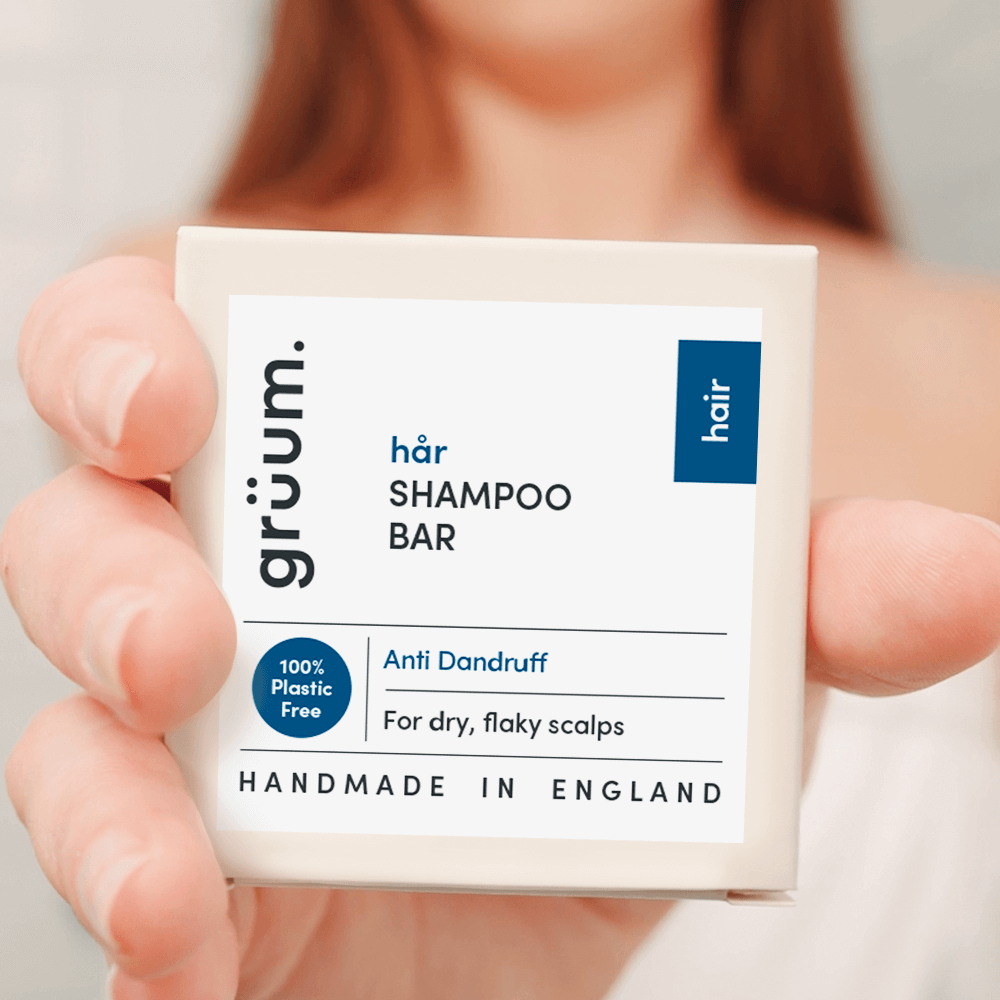 grüum.
hair
hår
SHAMPOO
BAR
100%
Plastic
Free
Anti Dandruff
For dry, flaky scalps
HANDMADE IN ENGLAND